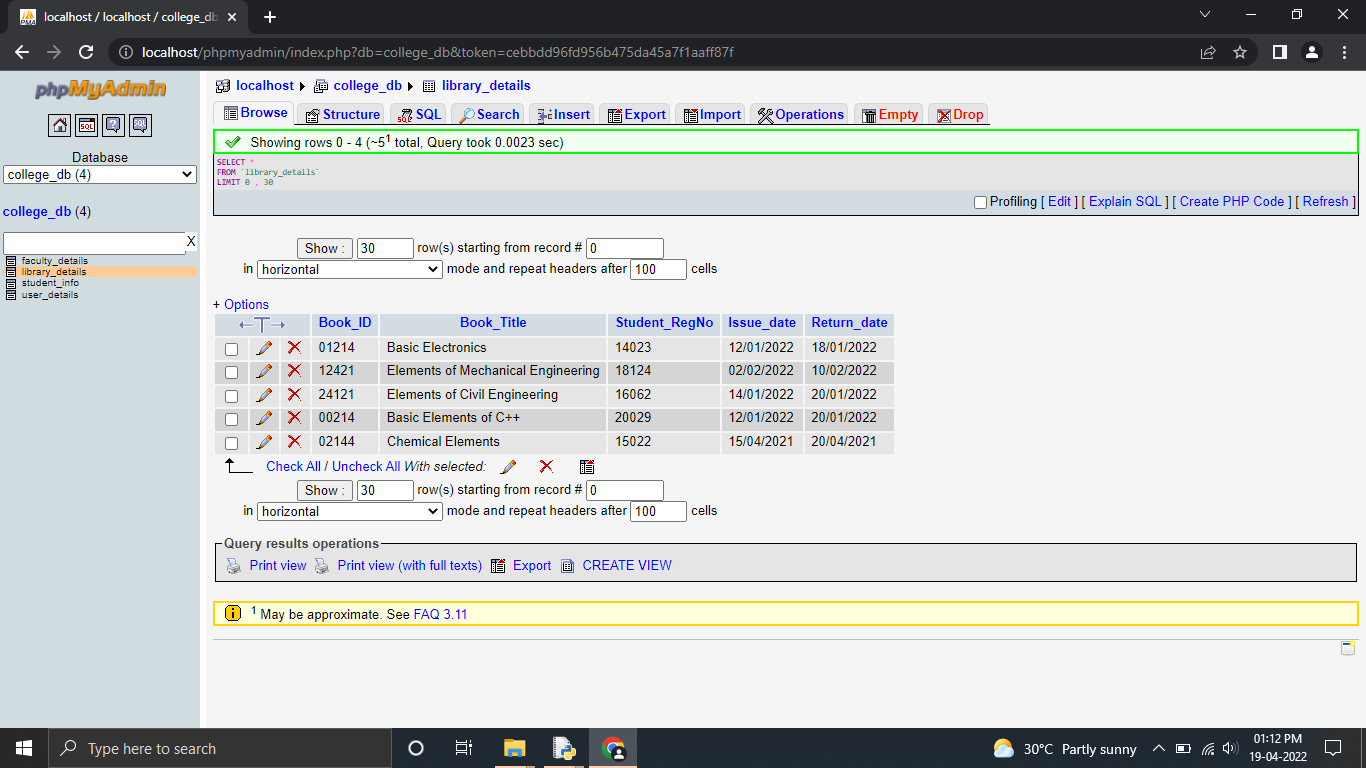 localhost / localhost / college_db
localhost/phpmyadmin/index.php?db=college_db&token=cebbdd96fd956b475da45a7f1aaff87f
phpMyAdmin
localhost college_db library_details
Browse Structure SQL Search Insert Export Import Operations Empty Drop
SQL
Database
college_db (4)
college_db (4)
X
faculty_details
library_details
student_info
user_details
Showing rows 0 - 4 (~5¹ total, Query took 0.0023 sec)
SELECT *
FROM `library_details`
LIMIT 0 , 30
Profiling [ Edit ] [ Explain SQL ] [ Create PHP Code ] [ Refresh ]
Show : 30 row(s) starting from record # 0
in horizontal mode and repeat headers after 100 cells
+ Options
←T→ Book_ID Book_Title Student_RegNo Issue_date Return_date
01214 Basic Electronics 14023 12/01/2022 18/01/2022
12421 Elements of Mechanical Engineering 18124 02/02/2022 10/02/2022
24121 Elements of Civil Engineering 16062 14/01/2022 20/01/2022
00214 Basic Elements of C++ 20029 12/01/2022 20/01/2022
02144 Chemical Elements 15022 15/04/2021 20/04/2021
Check All / Uncheck All With selected:
Show : 30 row(s) starting from record # 0
in horizontal mode and repeat headers after 100 cells
Query results operations
Print view Print view (with full texts) Export CREATE VIEW
¹ May be approximate. See FAQ 3.11
Type here to search
30°C Partly sunny
01:12 PM
19-04-2022